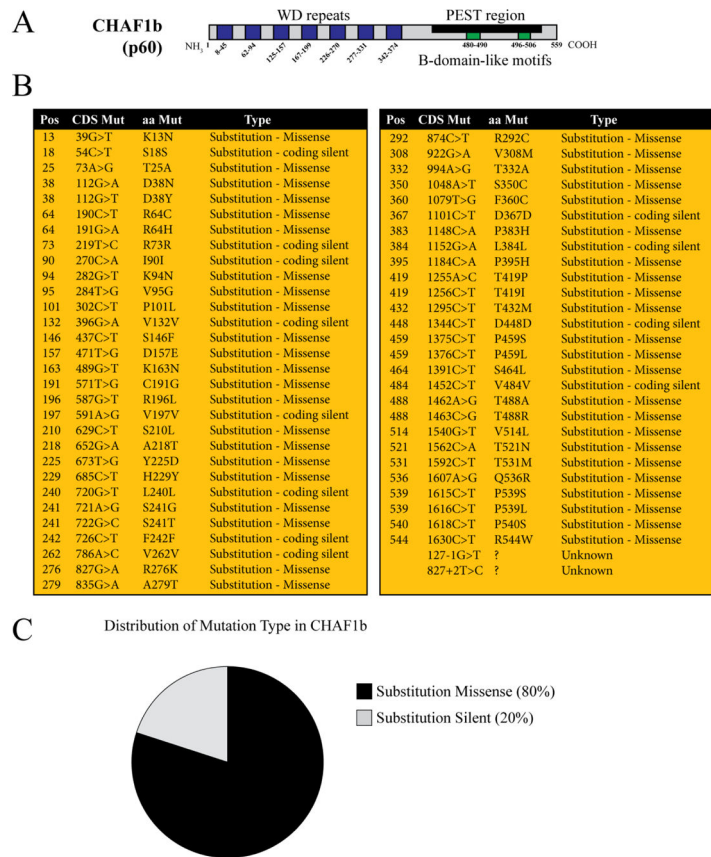 A
CHAF1b
(p60)
WD repeats
PEST region
NH3
1
8-45
62-94
125-157
167-199
226-270
277-331
342-374
480-490
496-506
559
COOH
B-domain-like motifs
B
Pos CDS Mut aa Mut Type
13 39G>T K13N Substitution - Missense
18 54C>T S18S Substitution - coding silent
25 73A>G T25A Substitution - Missense
38 112G>A D38N Substitution - Missense
38 112G>T D38Y Substitution - Missense
64 190C>T R64C Substitution - Missense
64 191G>A R64H Substitution - Missense
73 219T>C R73R Substitution - coding silent
90 270C>A I90I Substitution - coding silent
94 282G>T K94N Substitution - Missense
95 284T>G V95G Substitution - Missense
101 302C>T P101L Substitution - Missense
132 396G>A V132V Substitution - coding silent
146 437C>T S146F Substitution - Missense
157 471T>G D157E Substitution - Missense
163 489G>T K163N Substitution - Missense
191 571T>G C191G Substitution - Missense
196 587G>T R196L Substitution - Missense
197 591A>G V197V Substitution - coding silent
210 629C>T S210L Substitution - Missense
218 652G>A A218T Substitution - Missense
225 673T>G Y225D Substitution - Missense
229 685C>T H229Y Substitution - Missense
240 720G>T L240L Substitution - coding silent
241 721A>G S241G Substitution - Missense
241 722G>C S241T Substitution - Missense
242 726C>T F242F Substitution - coding silent
262 786A>C V262V Substitution - coding silent
276 827G>A R276K Substitution - Missense
279 835G>A A279T Substitution - Missense
Pos CDS Mut aa Mut Type
292 874C>T R292C Substitution - Missense
308 922G>A V308M Substitution - Missense
332 994A>G T332A Substitution - Missense
350 1048A>T S350C Substitution - Missense
360 1079T>G F360C Substitution - Missense
367 1101C>T D367D Substitution - coding silent
383 1148C>A P383H Substitution - Missense
384 1152G>A L384L Substitution - coding silent
395 1184C>A P395H Substitution - Missense
419 1255A>C T419P Substitution - Missense
419 1256C>T T419I Substitution - Missense
432 1295C>T T432M Substitution - Missense
448 1344C>T D448D Substitution - coding silent
459 1375C>T P459S Substitution - Missense
459 1376C>T P459L Substitution - Missense
464 1391C>T S464L Substitution - Missense
484 1452C>T V484V Substitution - coding silent
488 1462A>G T488A Substitution - Missense
488 1463C>G T488R Substitution - Missense
514 1540G>T V514L Substitution - Missense
521 1562C>A T521N Substitution - Missense
531 1592C>T T531M Substitution - Missense
536 1607A>G Q536R Substitution - Missense
539 1615C>T P539S Substitution - Missense
539 1616C>T P539L Substitution - Missense
540 1618C>T P540S Substitution - Missense
544 1630C>T R544W Substitution - Missense
127-1G>T ? Unknown
827+2T>C ? Unknown
C
Distribution of Mutation Type in CHAF1b
Substitution Missense (80%)
Substitution Silent (20%)